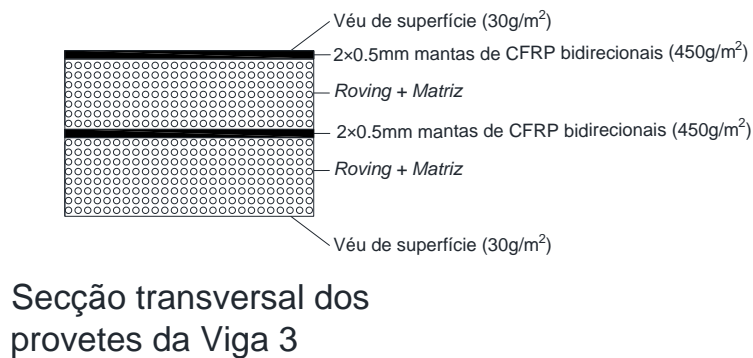 Véu de superfície (30g/m²)
2×0.5mm mantas de CFRP bidirecionais (450g/m²)
Roving + Matriz
2×0.5mm mantas de CFRP bidirecionais (450g/m²)
Roving + Matriz
Véu de superfície (30g/m²)
Secção transversal dos
provetes da Viga 3